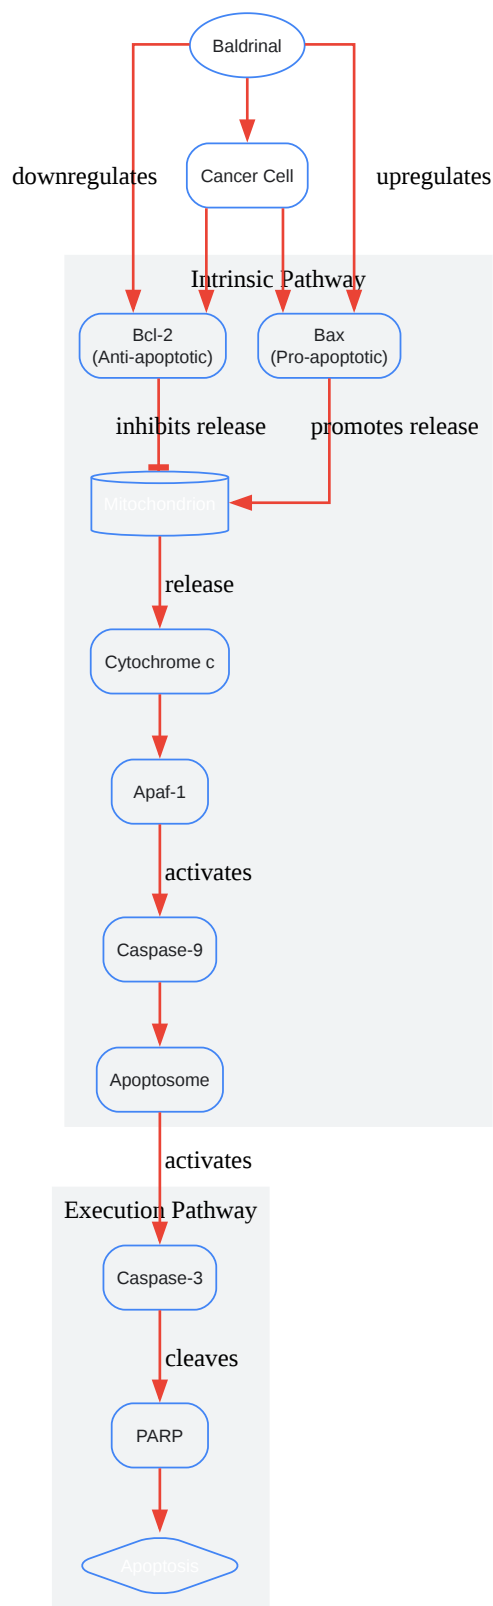 Baldrinal
downregulates
Cancer Cell
upregulates
Intrinsic Pathway
Bcl-2
(Anti-apoptotic)
Bax
(Pro-apoptotic)
inhibits release
promotes release
Mitochondrion
release
Cytochrome c
Apaf-1
activates
Caspase-9
Apoptosome
activates
Execution Pathway
Caspase-3
cleaves
PARP
Apoptosis